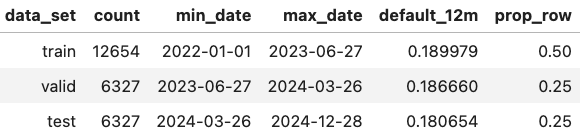 data_set count min_date max_date default_12m prop_row
train 12654 2022-01-01 2023-06-27 0.189979 0.50
valid 6327 2023-06-27 2024-03-26 0.186660 0.25
test 6327 2024-03-26 2024-12-28 0.180654 0.25